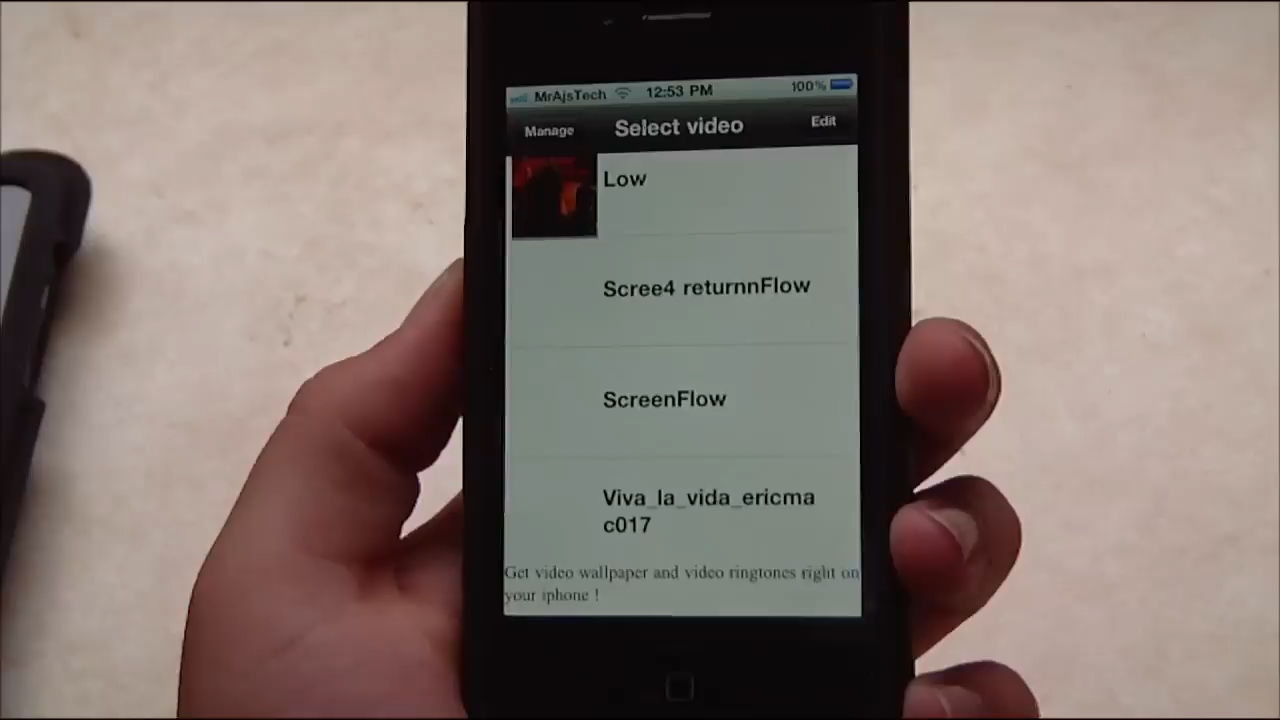 MrAjsTech 12:53 PM 100%
Manage Select video Edit
Low
Scree4 returnnFlow
ScreenFlow
Viva_la_vida_ericma
c017
Get video wallpaper and video ringtones right on
your iphone !